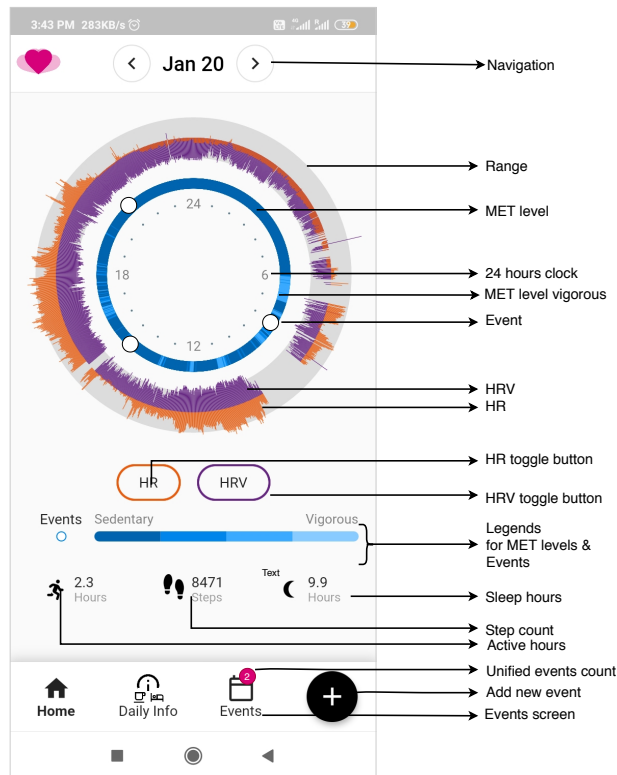 3:43 PM 283KB/s
39
Jan 20
Navigation
Range
MET level
24
18
6
12
24 hours clock
MET level vigorous
Event
HRV
HR
HR
HRV
HR toggle button
HRV toggle button
Events
Sedentary
Vigorous
Legends
for MET levels &
Events
2.3
Hours
8471
Steps
Text
9.9
Hours
Sleep hours
Step count
Active hours
Unified events count
Add new event
Events screen
2
Home
Daily Info
Events